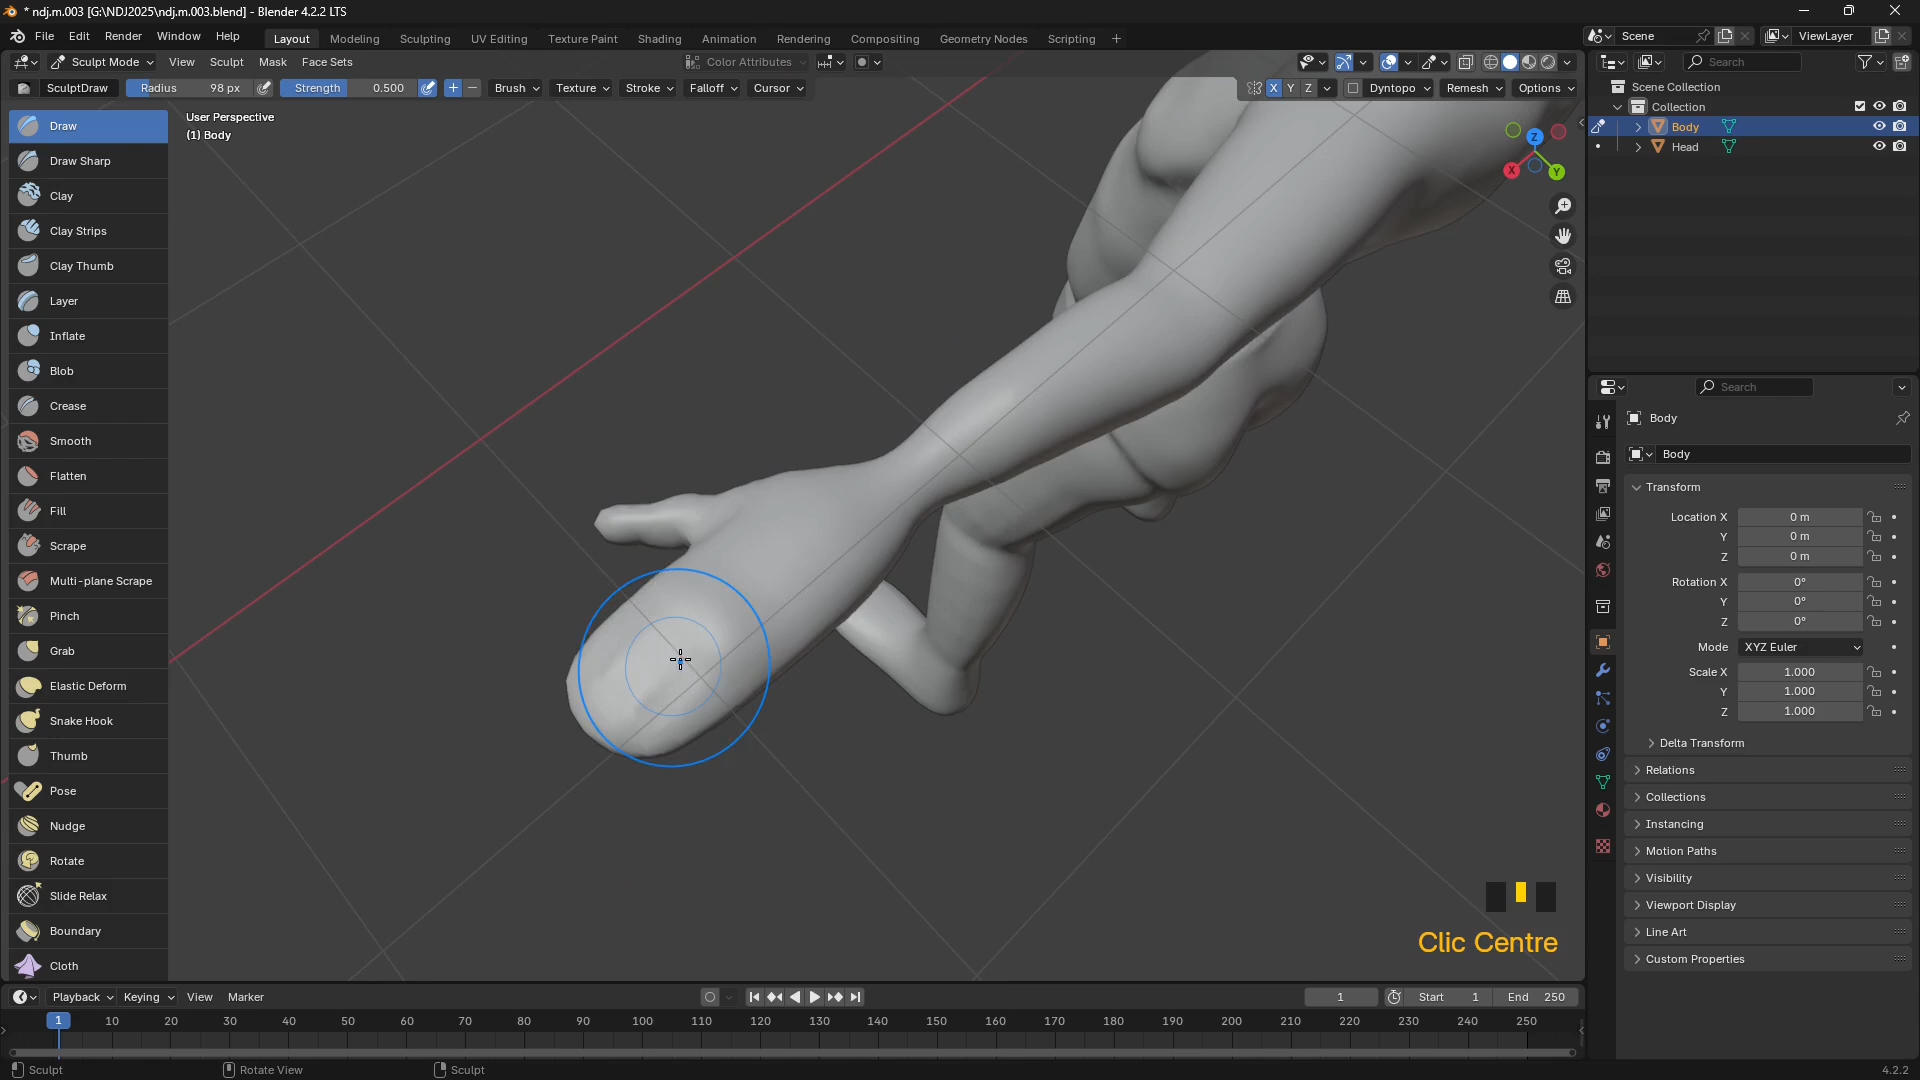 * ndj.m.003 [G:\NDJ2025\ndj.m.003.blend] - Blender 4.2.2 LTS
File Edit Render Window Help Layout Modeling Sculpting UV Editing Texture Paint Shading Animation Rendering Compositing Geometry Nodes Scripting + Scene ViewLayer
Sculpt Mode View Sculpt Mask Face Sets Color Attributes Search
SculptDraw Radius 98 px Strength 0.500 + − Brush Texture Stroke Falloff Cursor X Y Z Dyntopo Remesh Options
Scene Collection
Collection
Body
Head
User Perspective
(1) Body
Z
X
Y
Draw
Draw Sharp
Clay
Clay Strips
Clay Thumb
Layer
Inflate
Blob
Crease
Smooth
Flatten
Fill
Scrape
Multi-plane Scrape
Pinch
Grab
Elastic Deform
Snake Hook
Thumb
Pose
Nudge
Rotate
Slide Relax
Boundary
Cloth
Clic Centre
Search
Body
Body
Transform
Location X 0 m
Y 0 m
Z 0 m
Rotation X 0°
Y 0°
Z 0°
Mode XYZ Euler
Scale X 1.000
Y 1.000
Z 1.000
Delta Transform
Relations
Collections
Instancing
Motion Paths
Visibility
Viewport Display
Line Art
Custom Properties
Playback Keying View Marker 1 Start 1 End 250
1 10 20 30 40 50 60 70 80 90 100 110 120 130 140 150 160 170 180 190 200 210 220 230 240 250
Sculpt Rotate View Sculpt 4.2.2